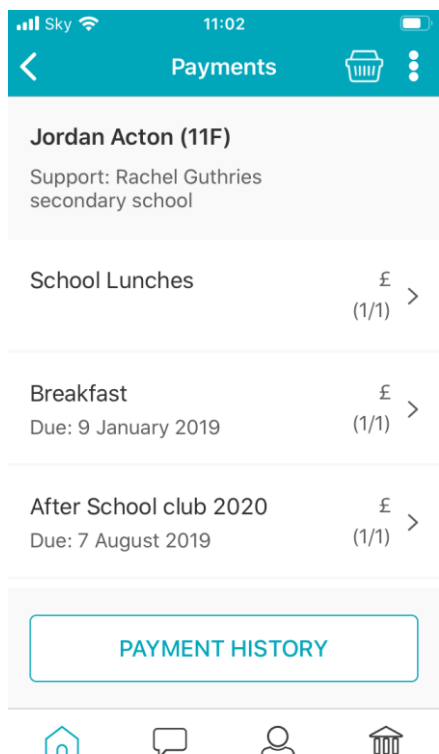 Sky 11:02
Payments
Jordan Acton (11F)
Support: Rachel Guthries
secondary school
School Lunches £
(1/1)
Breakfast £
Due: 9 January 2019 (1/1)
After School club 2020 £
Due: 7 August 2019 (1/1)
PAYMENT HISTORY